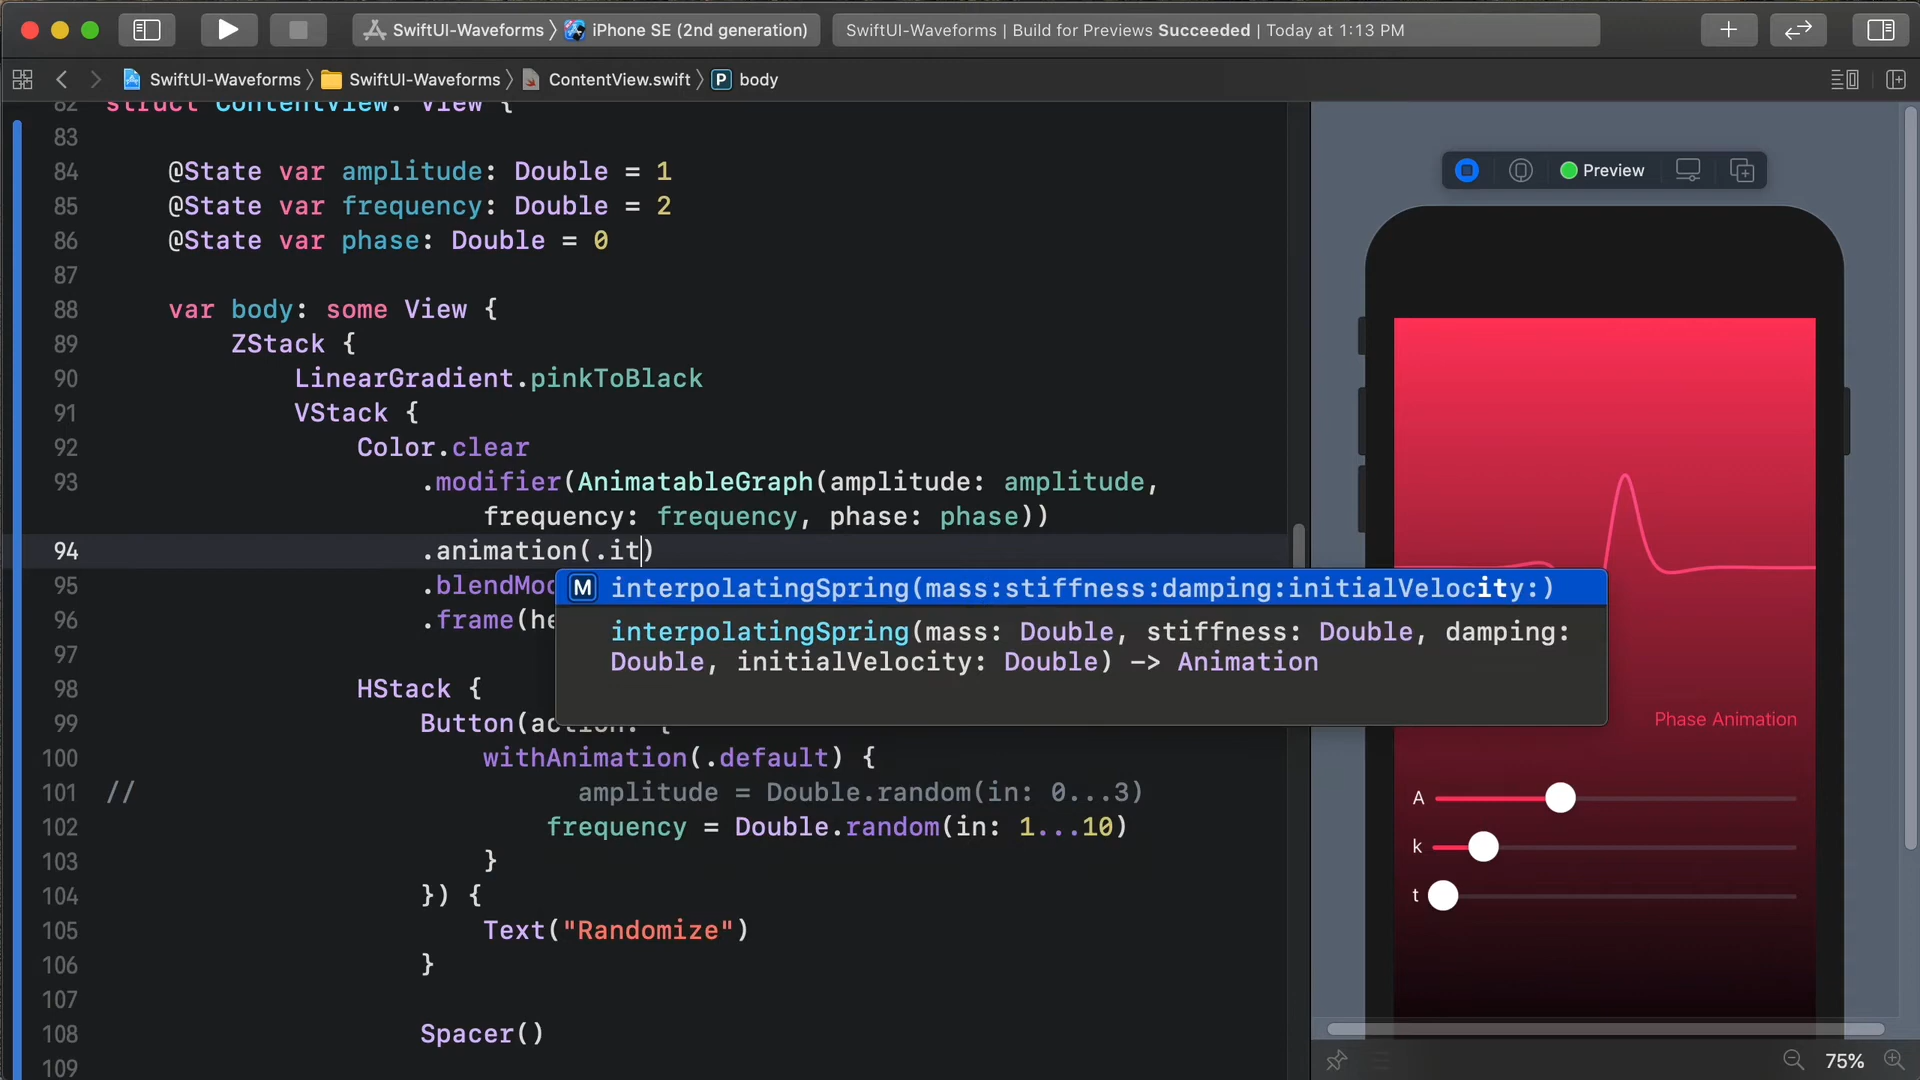 SwiftUI-Waveforms 〉 iPhone SE (2nd generation)
SwiftUI-Waveforms | Build for Previews Succeeded | Today at 1:13 PM
SwiftUI-Waveforms 〉 SwiftUI-Waveforms 〉 ContentView.swift 〉 P body
82 struct ContentView: View {
83
84 @State var amplitude: Double = 1
85 @State var frequency: Double = 2
86 @State var phase: Double = 0
87
88 var body: some View {
89 ZStack {
90 LinearGradient.pinkToBlack
91 VStack {
92 Color.clear
93 .modifier(AnimatableGraph(amplitude: amplitude,
frequency: frequency, phase: phase))
94 .animation(.it)
M interpolatingSpring(mass:stiffness:damping:initialVelocity:)
interpolatingSpring(mass: Double, stiffness: Double, damping:
Double, initialVelocity: Double) -> Animation
95 .blendMod
96 .frame(he
97
98 HStack {
99 Button(action: {
100 withAnimation(.default) {
101 // amplitude = Double.random(in: 0...3)
102 frequency = Double.random(in: 1...10)
103 }
104 }) {
105 Text("Randomize")
106 }
107
108 Spacer()
109
Preview
Phase Animation
A
k
t
75%